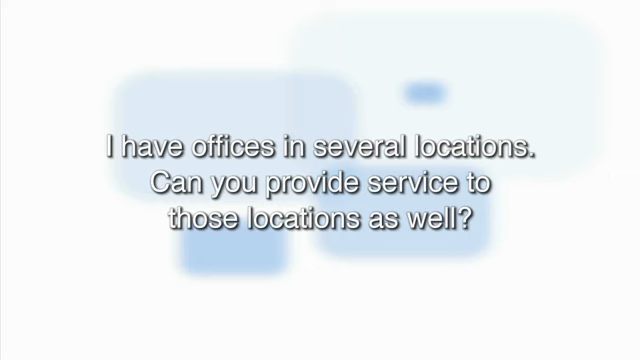 I have offices in several locations.
Can you provide service to
those locations as well?